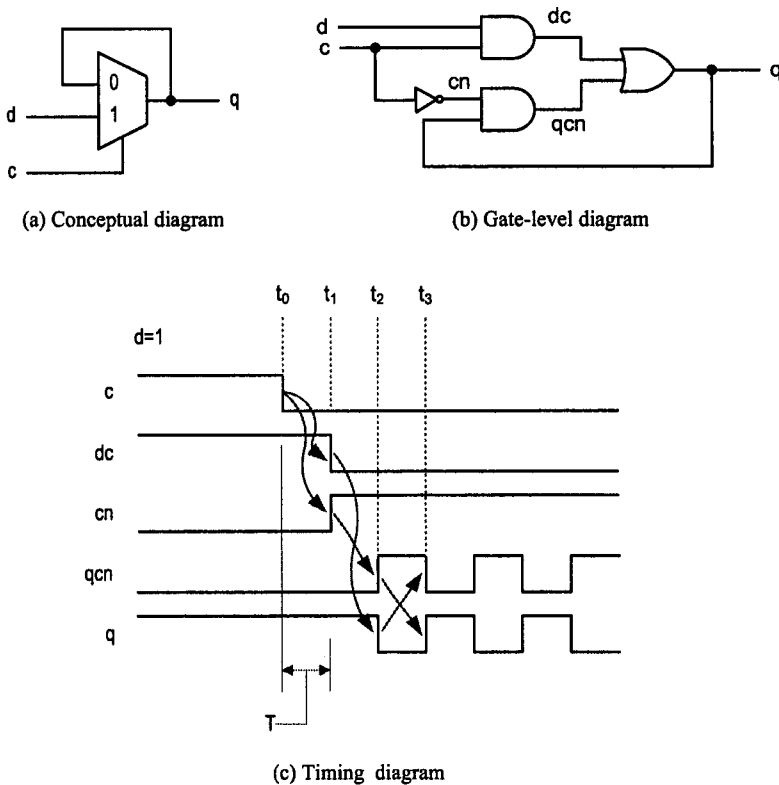 0
1
d
c
q
(a) Conceptual diagram
d
c
dc
cn
qcn
q
(b) Gate-level diagram
t₀ t₁ t₂ t₃
d=1
c
dc
cn
qcn
q
T
(c) Timing diagram